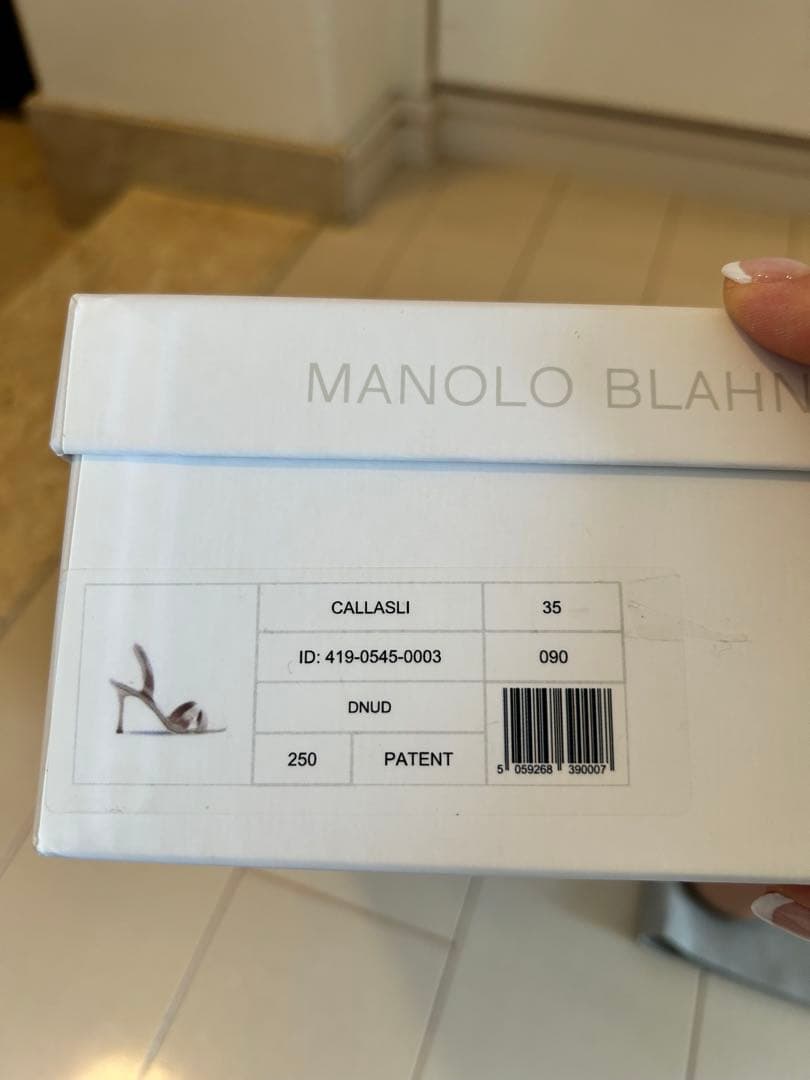 MANOLO BLAHN
CALLASLI 35
ID: 419-0545-0003 090
DNUD
250 PATENT
5 059268 390007